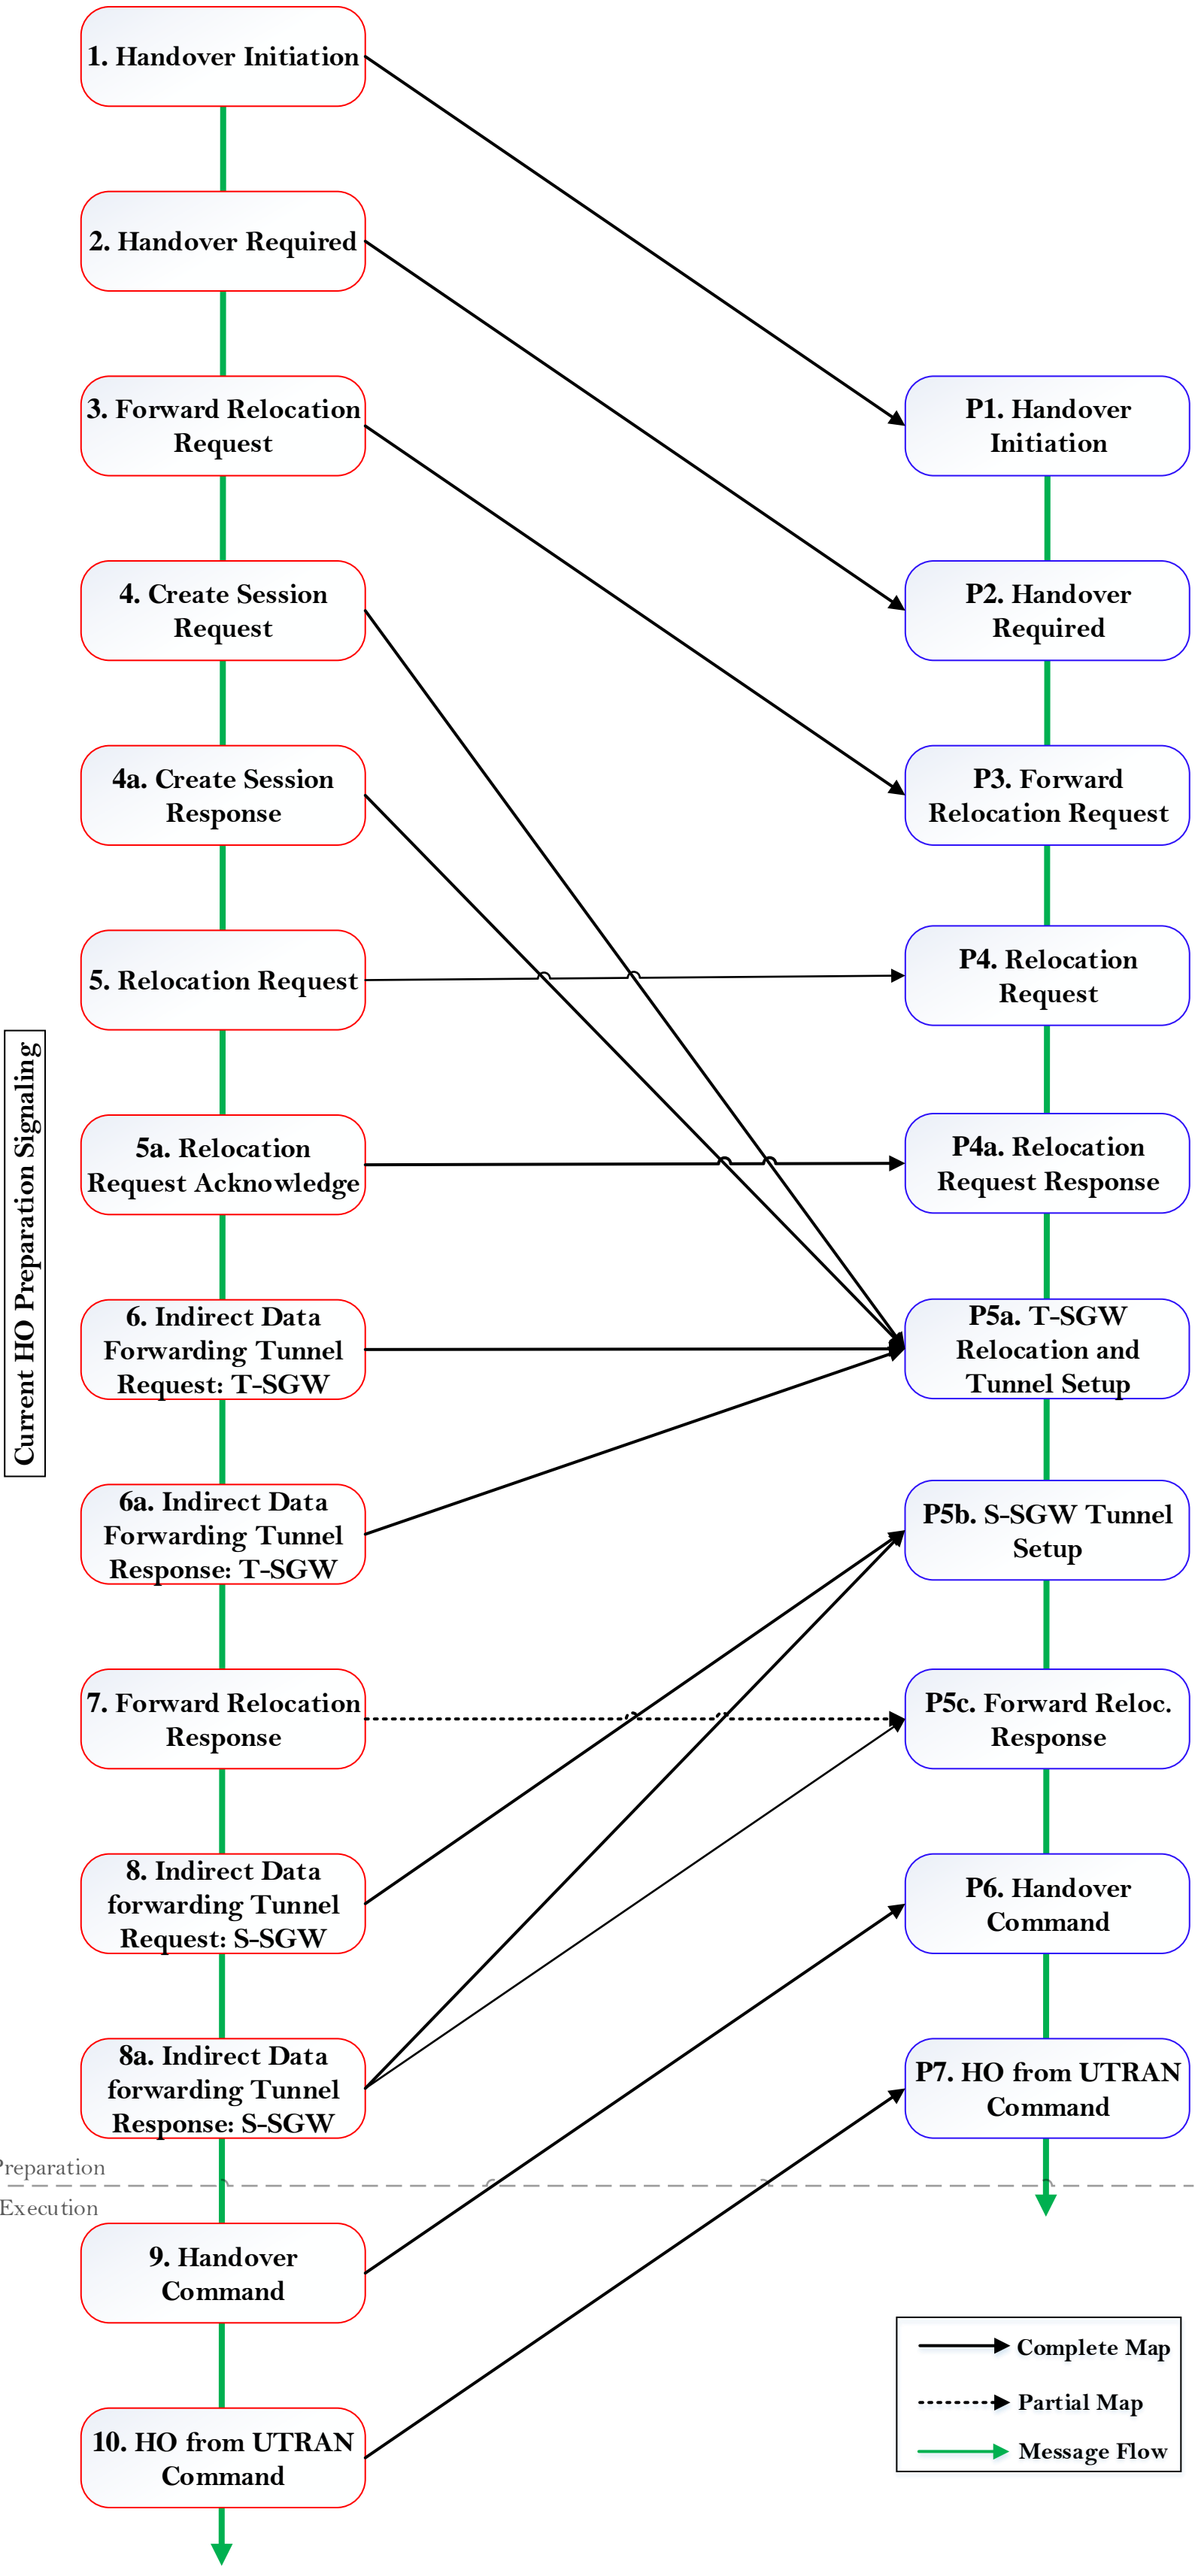 1. Handover Initiation
2. Handover Required
3. Forward Relocation
Request
4. Create Session
Request
4a. Create Session
Response
5. Relocation Request
5a. Relocation
Request Acknowledge
6. Indirect Data
Forwarding Tunnel
Request: T-SGW
6a. Indirect Data
Forwarding Tunnel
Response: T-SGW
7. Forward Relocation
Response
8. Indirect Data
forwarding Tunnel
Request: S-SGW
8a. Indirect Data
forwarding Tunnel
Response: S-SGW
Preparation
Execution
9. Handover
Command
10. HO from UTRAN
Command
Current HO Preparation Signaling
P1. Handover
Initiation
P2. Handover
Required
P3. Forward
Relocation Request
P4. Relocation
Request
P4a. Relocation
Request Response
P5a. T-SGW
Relocation and
Tunnel Setup
P5b. S-SGW Tunnel
Setup
P5c. Forward Reloc.
Response
P6. Handover
Command
P7. HO from UTRAN
Command
Complete Map
Partial Map
Message Flow